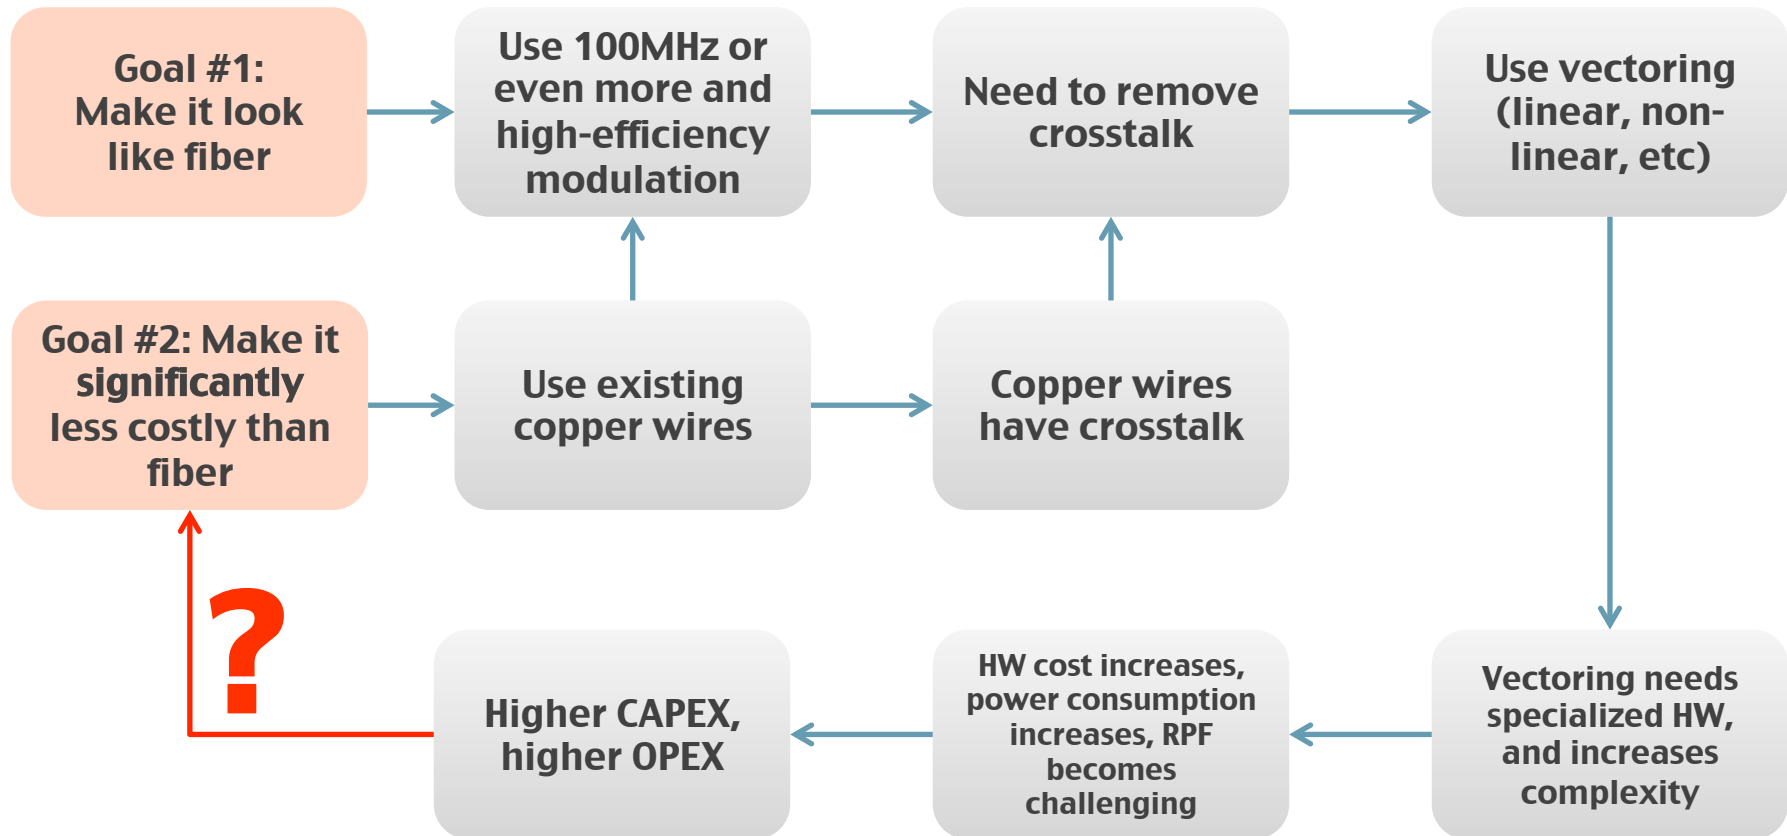 Goal #1:
Make it look
like fiber
Use 100MHz or
even more and
high-efficiency
modulation
Need to remove
crosstalk
Use vectoring
(linear, non-
linear, etc)
Goal #2: Make it
significantly
less costly than
fiber
Use existing
copper wires
Copper wires
have crosstalk
?
Higher CAPEX,
higher OPEX
HW cost increases,
power consumption
increases, RPF
becomes
challenging
Vectoring needs
specialized HW,
and increases
complexity